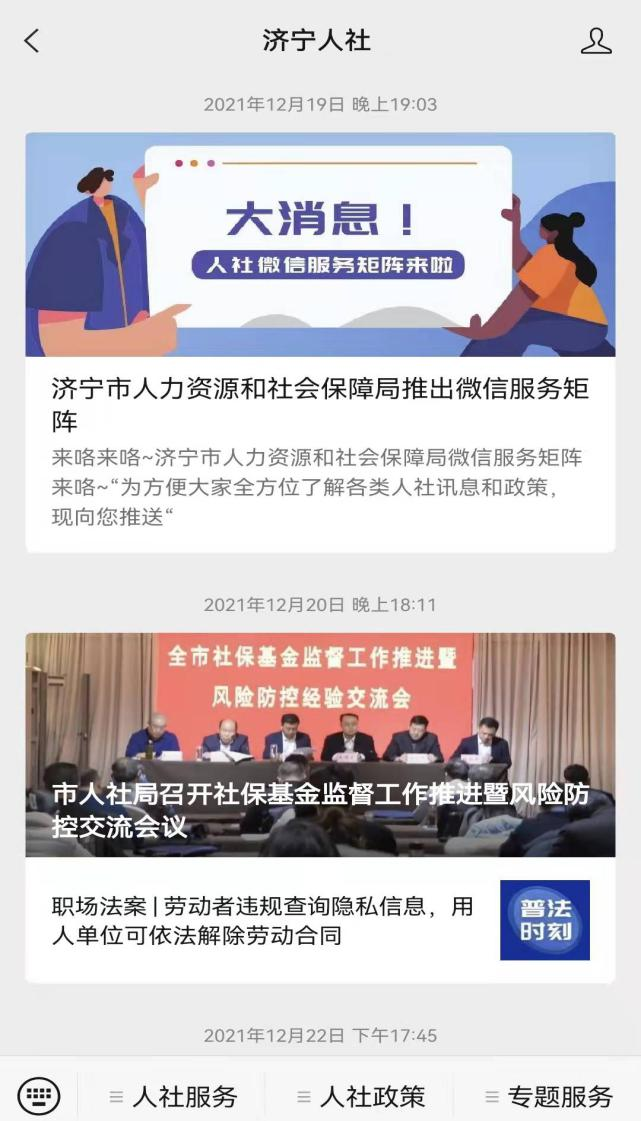 济宁人社
2021年12月19日 晚上19:03
大消息！
人社微信服务矩阵来啦
济宁市人力资源和社会保障局推出微信服务矩
阵
来咯来咯~济宁市人力资源和社会保障局微信服务矩阵
来咯~“为方便大家全方位了解各类人社讯息和政策，
现向您推送“
2021年12月20日 晚上18:11
全市社保基金监督工作推进暨
风险防控经验交流会
市人社局召开社保基金监督工作推进暨风险防
控交流会议
职场法案 | 劳动者违规查询隐私信息，用
人单位可依法解除劳动合同
普法
时刻
2021年12月22日 下午17:45
人社服务
人社政策
专题服务